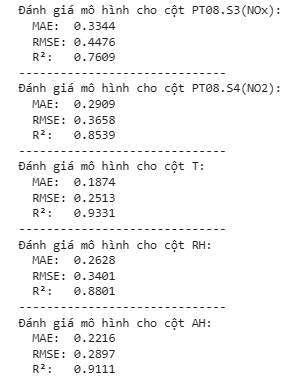 Đánh giá mô hình cho cột PT08.S3(NOx):
MAE: 0.3344
RMSE: 0.4476
R²: 0.7609
------------------------------
Đánh giá mô hình cho cột PT08.S4(NO2):
MAE: 0.2909
RMSE: 0.3658
R²: 0.8539
------------------------------
Đánh giá mô hình cho cột T:
MAE: 0.1874
RMSE: 0.2513
R²: 0.9331
------------------------------
Đánh giá mô hình cho cột RH:
MAE: 0.2628
RMSE: 0.3401
R²: 0.8801
------------------------------
Đánh giá mô hình cho cột AH:
MAE: 0.2216
RMSE: 0.2897
R²: 0.9111